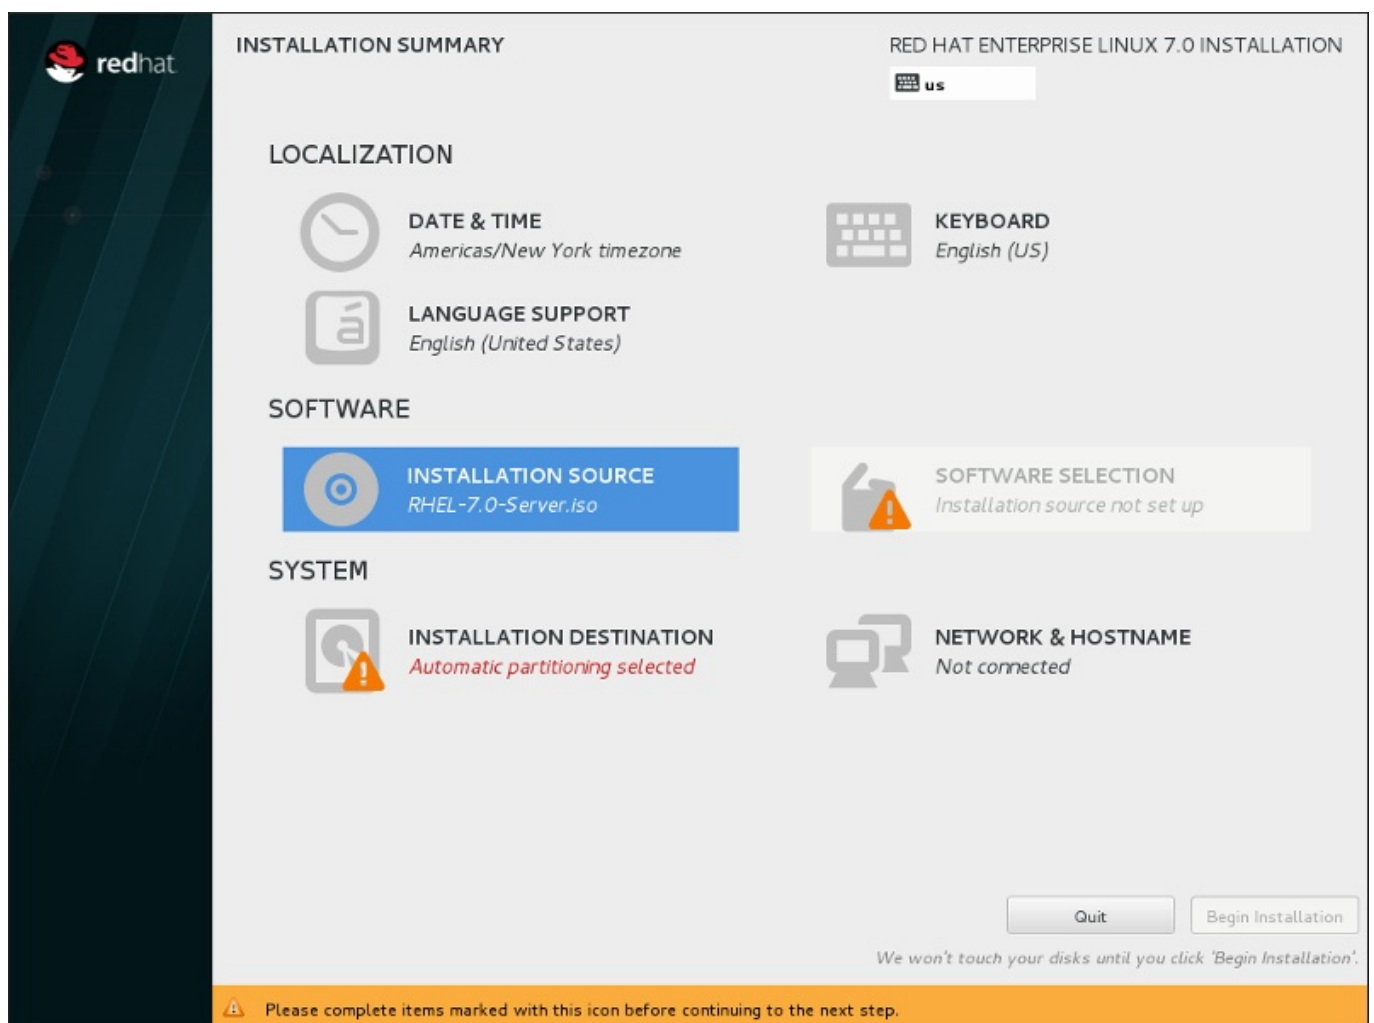 redhat
INSTALLATION SUMMARY
RED HAT ENTERPRISE LINUX 7.0 INSTALLATION
us
LOCALIZATION
DATE & TIME
Americas/New York timezone
KEYBOARD
English (US)
á
LANGUAGE SUPPORT
English (United States)
SOFTWARE
INSTALLATION SOURCE
RHEL-7.0-Server.iso
SOFTWARE SELECTION
Installation source not set up
SYSTEM
INSTALLATION DESTINATION
Automatic partitioning selected
NETWORK & HOSTNAME
Not connected
Quit
Begin Installation
We won't touch your disks until you click 'Begin Installation'.
Please complete items marked with this icon before continuing to the next step.